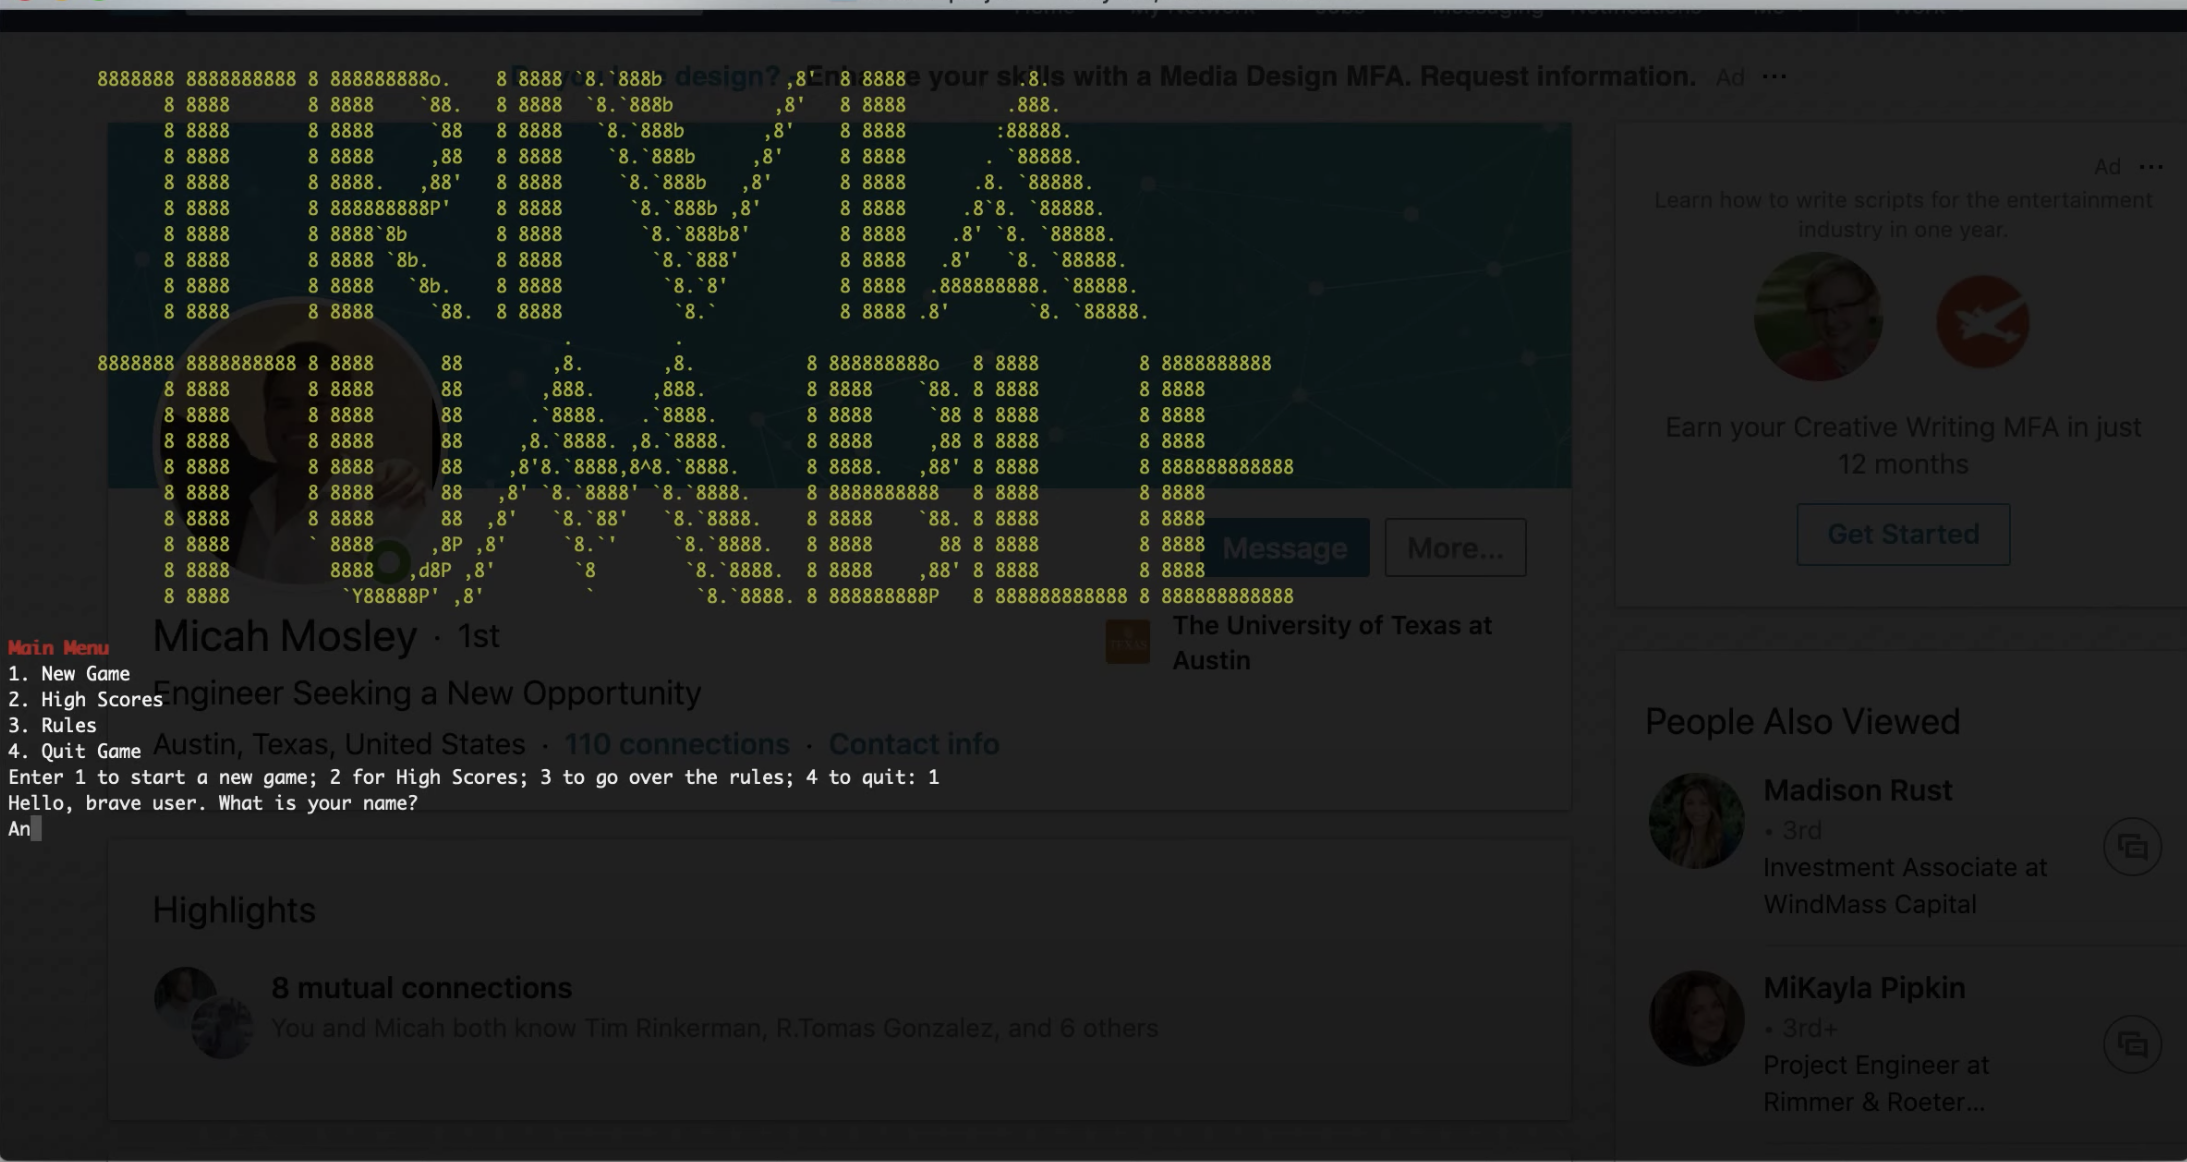 Enhance your skills with a Media Design MFA. Request information. Ad
TRIVIA
TUMBLE
Message
More...
Micah Mosley · 1st
The University of Texas at
Austin
Engineer Seeking a New Opportunity
Austin, Texas, United States · 110 connections · Contact info
Main Menu
1. New Game
2. High Scores
3. Rules
4. Quit Game
Enter 1 to start a new game; 2 for High Scores; 3 to go over the rules; 4 to quit: 1
Hello, brave user. What is your name?
An
Highlights
8 mutual connections
You and Micah both know Tim Rinkerman, R.Tomas Gonzalez, and 6 others
Ad
Learn how to write scripts for the entertainment
industry in one year.
Earn your Creative Writing MFA in just
12 months
Get Started
People Also Viewed
Madison Rust
• 3rd
Investment Associate at
WindMass Capital
MiKayla Pipkin
• 3rd+
Project Engineer at
Rimmer & Roeter...